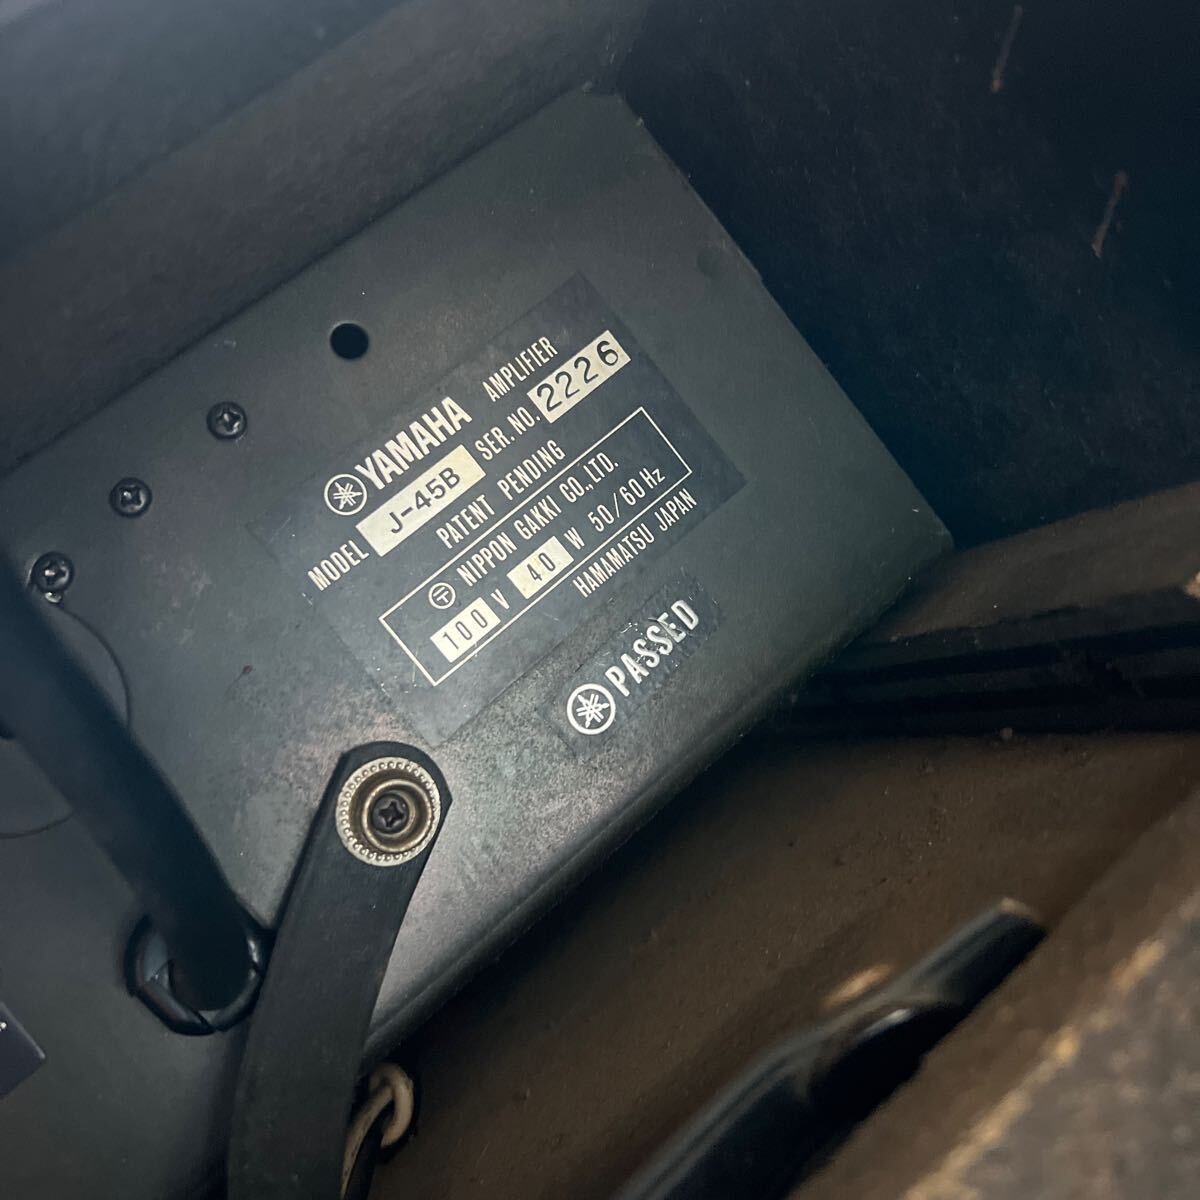 YAMAHA AMPLIFIER
MODEL J-45B SER. NO. 2226
PATENT PENDING
NIPPON GAKKI CO., LTD.
100 V 40 W 50/60 Hz
HAMAMATSU JAPAN
PASSED